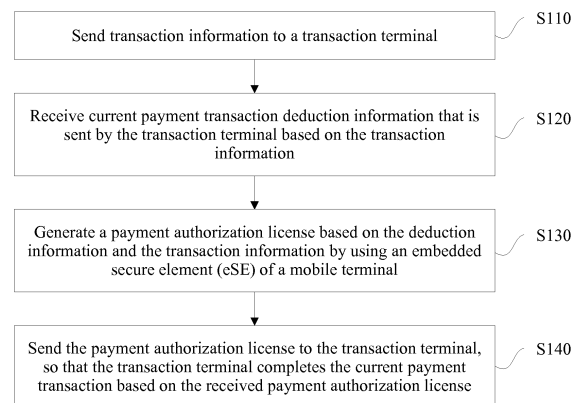 Send transaction information to a transaction terminal
S110
Receive current payment transaction deduction information that is
sent by the transaction terminal based on the transaction
information
S120
Generate a payment authorization license based on the deduction
information and the transaction information by using an embedded
secure element (eSE) of a mobile terminal
S130
Send the payment authorization license to the transaction terminal,
so that the transaction terminal completes the current payment
transaction based on the received payment authorization license
S140